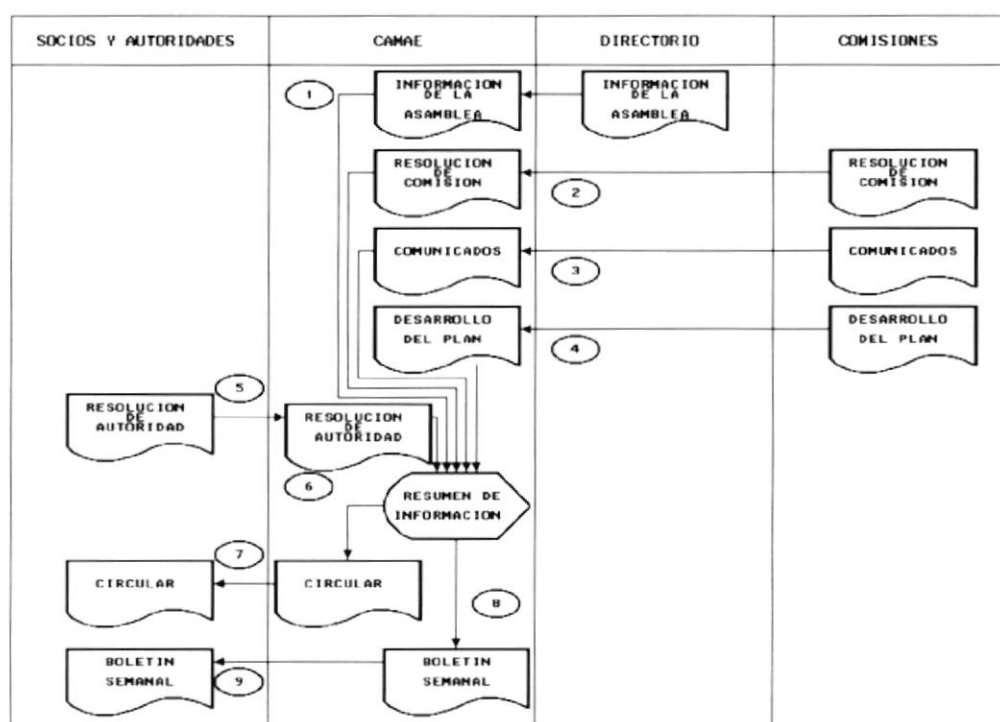 SOCIOS Y AUTORIDADES
CAMAE
DIRECTORIO
COMISIONES
1
INFORMACION
DE LA
ASAMBLEA
INFORMACION
DE LA
ASAMBLEA
RESOLUCION
DE
COMISION
2
RESOLUCION
DE
COMISION
COMUNICADOS
3
COMUNICADOS
DESARROLLO
DEL PLAN
4
DESARROLLO
DEL PLAN
5
RESOLUCION
DE
AUTORIDAD
RESOLUCION
DE
AUTORIDAD
6
RESUMEN DE
INFORMACION
7
CIRCULAR
CIRCULAR
8
BOLETIN
SEMANAL
9
BOLETIN
SEMANAL